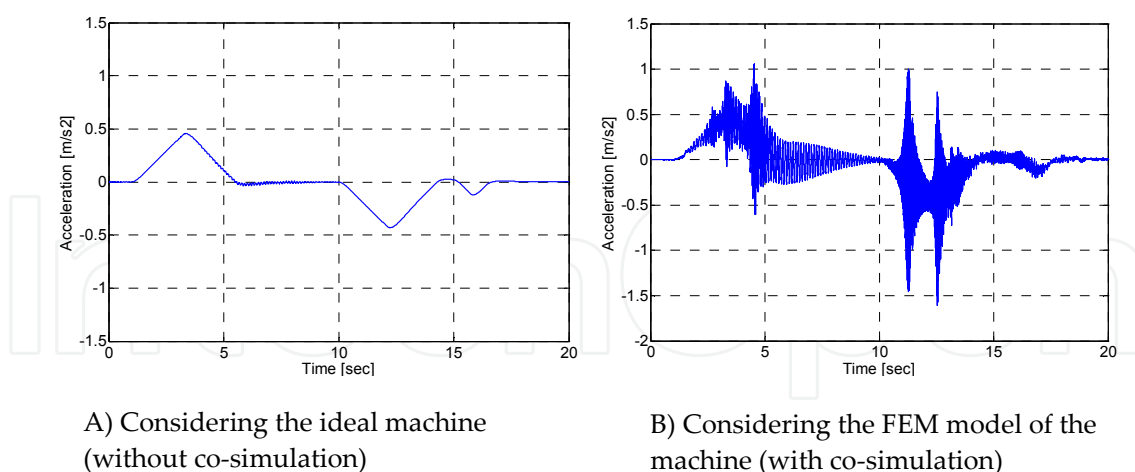 1.5
1
0.5
0
-0.5
-1
-1.5
0 5 10 15 20
Acceleration [m/s2]
Time [sec]
A) Considering the ideal machine
(without co-simulation)
1.5
1
0.5
0
-0.5
-1
-1.5
-2
0 5 10 15 20
Acceleration [m/s2]
Time [sec]
B) Considering the FEM model of the
machine (with co-simulation)